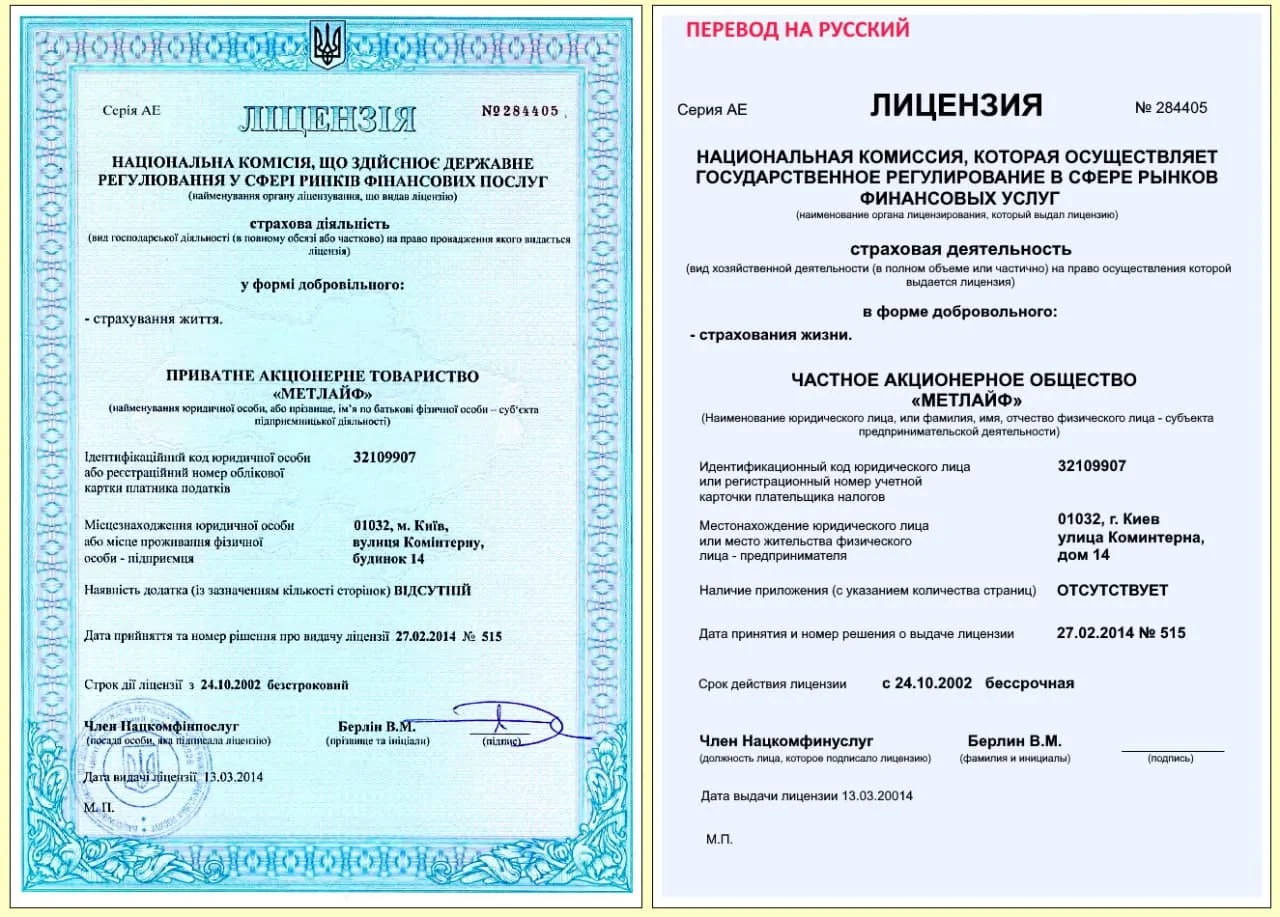 Серія АЕ
ЛІЦЕНЗІЯ
№284405
НАЦІОНАЛЬНА КОМІСІЯ, ЩО ЗДІЙСНЮЄ ДЕРЖАВНЕ
РЕГУЛЮВАННЯ У СФЕРІ РИНКІВ ФІНАНСОВИХ ПОСЛУГ
(найменування органу ліцензування, що видав ліцензію)
страхова діяльність
(вид господарської діяльності (в повному обсязі або частково) на право провадження якого видається
ліцензія)
у формі добровільного:
- страхування життя.
ПРИВАТНЕ АКЦІОНЕРНЕ ТОВАРИСТВО
«МЕТЛАЙФ»
(найменування юридичної особи, або прізвище, ім’я по батькові фізичної особи – суб’єкта
підприємницької діяльності)
Ідентифікаційний код юридичної особи
або реєстраційний номер облікової
картки платника податків
32109907
Місцезнаходження юридичної особи
або місце проживання фізичної
особи - підприємця
01032, м. Київ,
вулиця Комінтерну,
будинок 14
Наявність додатка (із зазначенням кількості сторінок) ВІДСУТНІЙ
Дата прийняття та номер рішення про видачу ліцензії 27.02.2014 № 515
Строк дії ліцензії з 24.10.2002 безстроковий
Член Нацкомфінпослуг
(посада особи, яка підписала ліцензію)
Берлін В.М.
(прізвище та ініціали)
(підпис)
Дата видачі ліцензії 13.03.2014
М. П.
ПЕРЕВОД НА РУССКИЙ
Серия АЕ
ЛИЦЕНЗИЯ
№ 284405
НАЦИОНАЛЬНАЯ КОМИССИЯ, КОТОРАЯ ОСУЩЕСТВЛЯЕТ
ГОСУДАРСТВЕННОЕ РЕГУЛИРОВАНИЕ В СФЕРЕ РЫНКОВ
ФИНАНСОВЫХ УСЛУГ
(наименование органа лицензирования, который выдал лицензию)
страховая деятельность
(вид хозяйственной деятельности (в полном объеме или частично) на право осуществления которой
выдается лицензия)
в форме добровольного:
- страхования жизни.
ЧАСТНОЕ АКЦИОНЕРНОЕ ОБЩЕСТВО
«МЕТЛАЙФ»
(Наименование юридического лица, или фамилия, имя, отчество физического лица - субъекта
предпринимательской деятельности)
Идентификационный код юридического лица
или регистрационный номер учетной
карточки плательщика налогов
32109907
Местонахождение юридического лица
или место жительства физического
лица - предпринимателя
01032, г. Киев
улица Коминтерна,
дом 14
Наличие приложения (с указанием количества страниц) ОТСУТСТВУЕТ
Дата принятия и номер решения о выдаче лицензии 27.02.2014 № 515
Срок действия лицензии с 24.10.2002 бессрочная
Член Нацкомфинуслуг
(должность лица, которое подписало лицензию)
Берлин В.М.
(фамилия и инициалы)
(подпись)
Дата выдачи лицензии 13.03.20014
М.П.